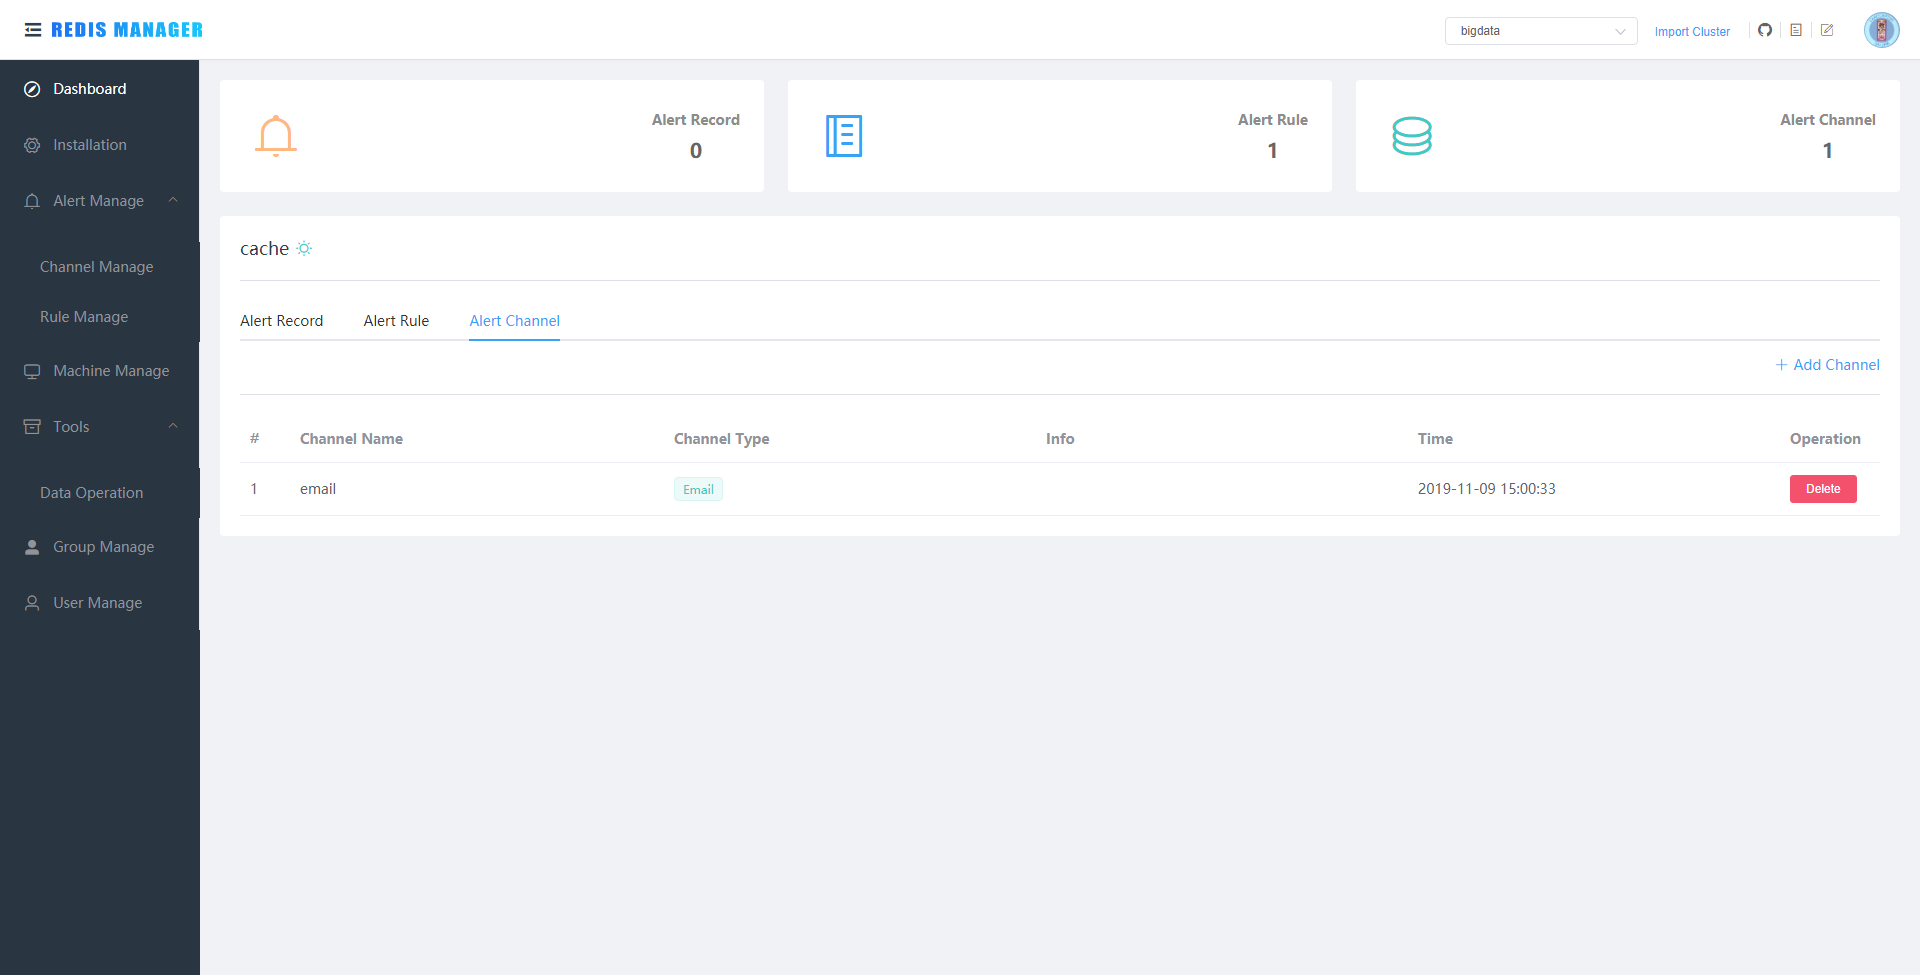 REDIS MANAGER
bigdata
Import Cluster
Dashboard
Installation
Alert Manage
Channel Manage
Rule Manage
Machine Manage
Tools
Data Operation
Group Manage
User Manage
Alert Record
0
Alert Rule
1
Alert Channel
1
cache
Alert Record Alert Rule Alert Channel
+ Add Channel
# Channel Name Channel Type Info Time Operation
1 email Email 2019-11-09 15:00:33 Delete